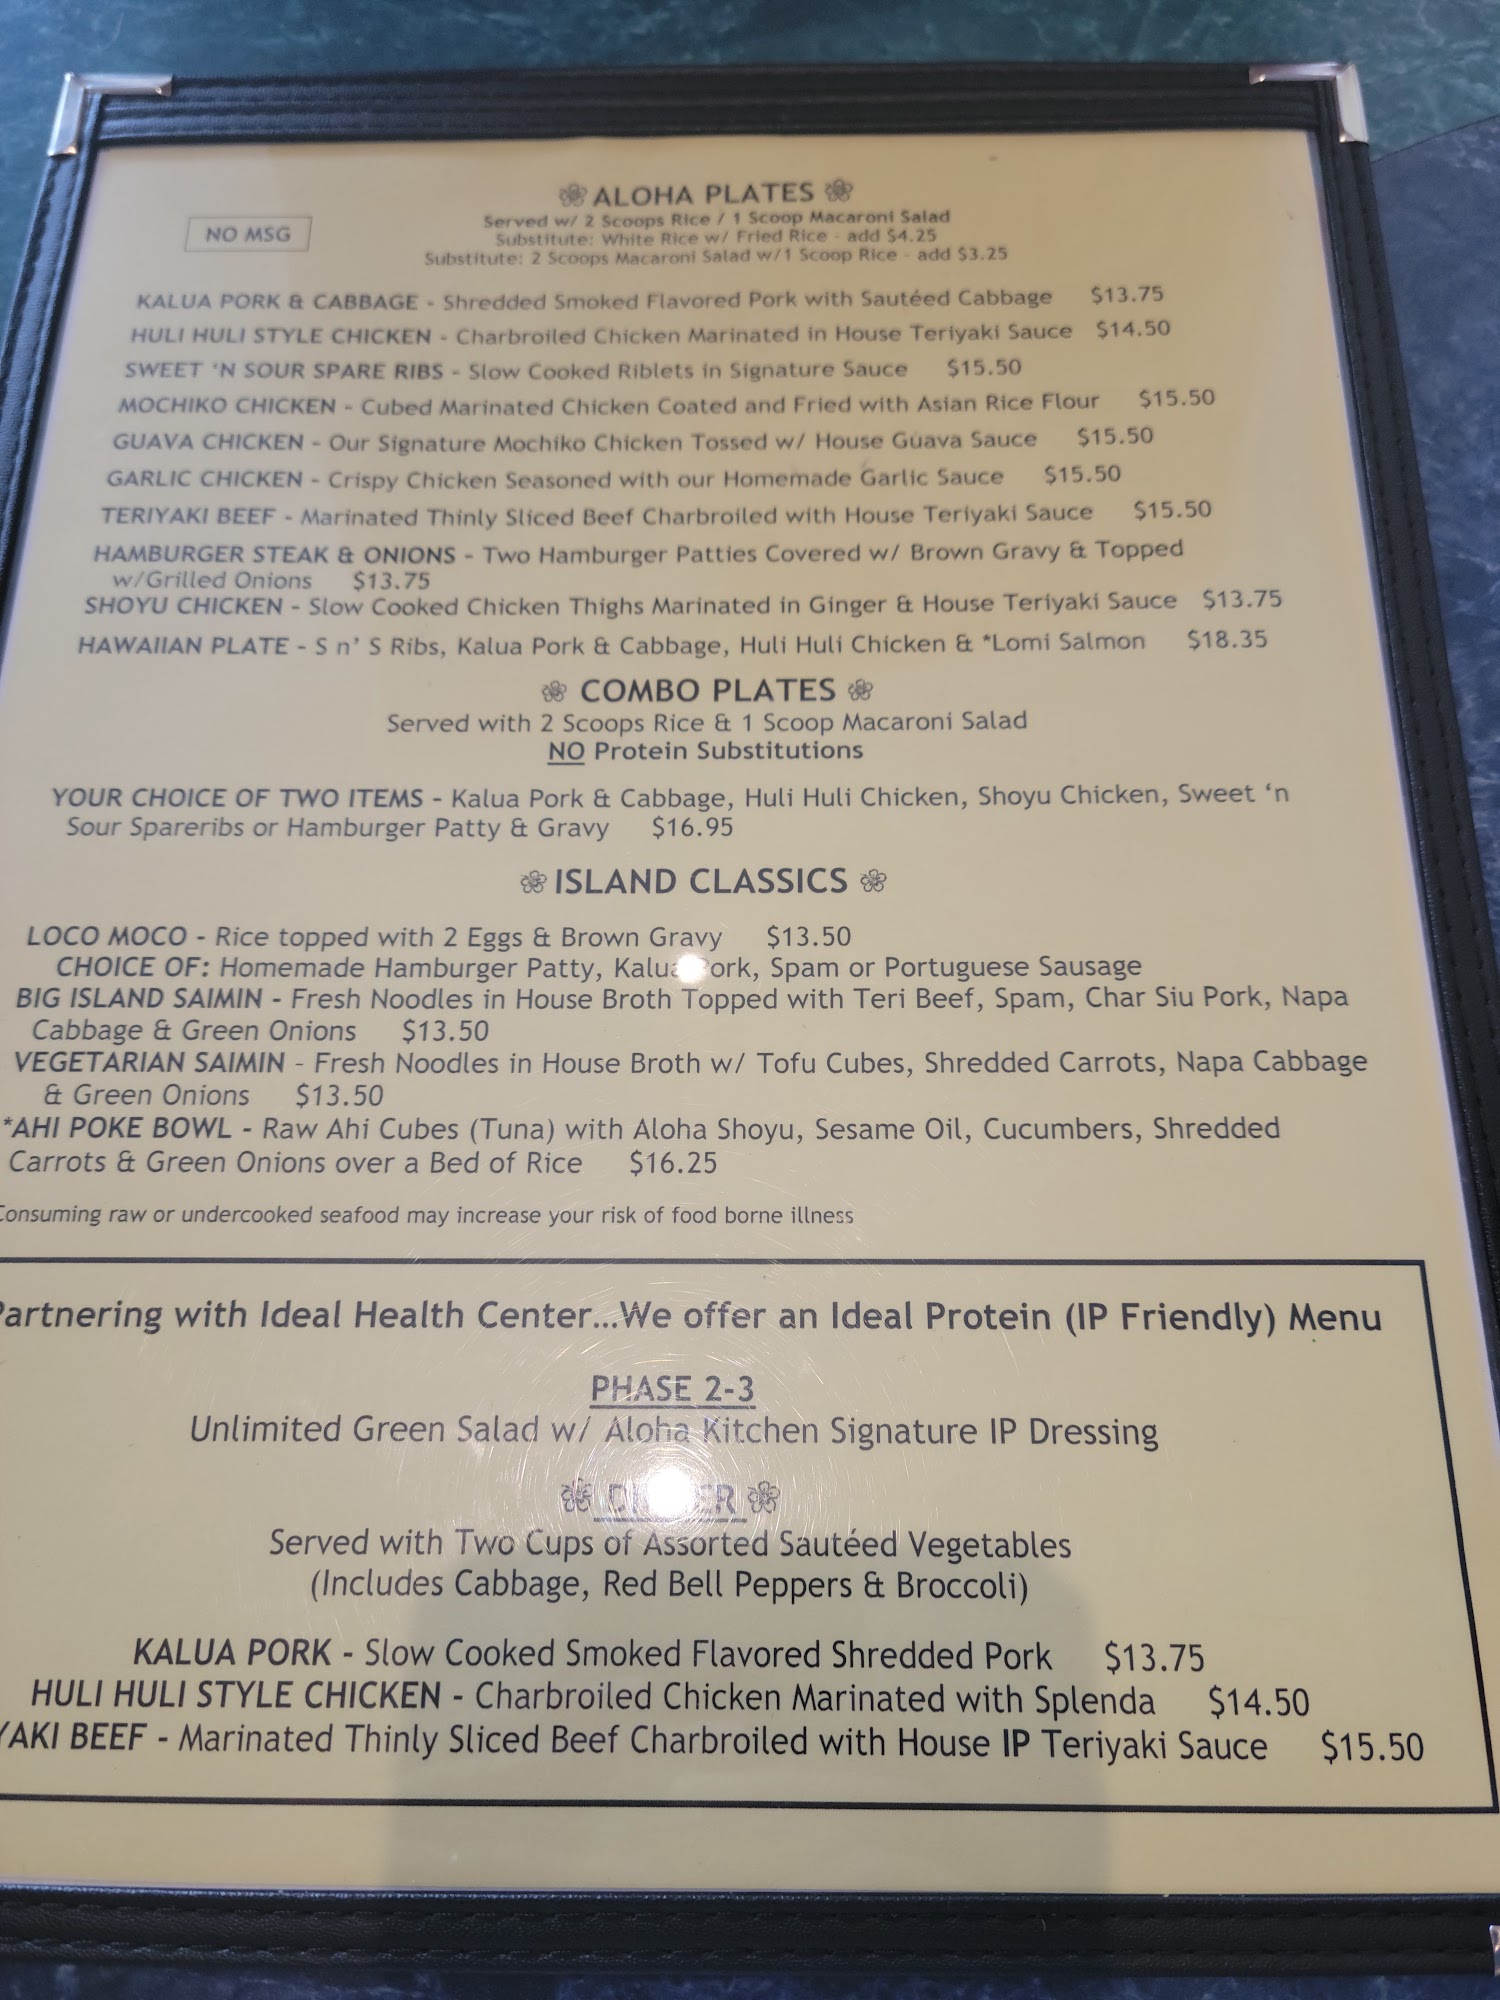 ALOHA PLATES
NO MSG
Served w/ 2 Scoops Rice / 1 Scoop Macaroni Salad
Substitute: White Rice w/ Fried Rice - add $4.25
Substitute: 2 Scoops Macaroni Salad w/1 Scoop Rice - add $3.25
KALUA PORK & CABBAGE - Shredded Smoked Flavored Pork with Sautéed Cabbage $13.75
HULI HULI STYLE CHICKEN - Charbroiled Chicken Marinated in House Teriyaki Sauce $14.50
SWEET 'N SOUR SPARE RIBS - Slow Cooked Riblets in Signature Sauce $15.50
MOCHIKO CHICKEN - Cubed Marinated Chicken Coated and Fried with Asian Rice Flour $15.50
GUAVA CHICKEN - Our Signature Mochiko Chicken Tossed w/ House Guava Sauce $15.50
GARLIC CHICKEN - Crispy Chicken Seasoned with our Homemade Garlic Sauce $15.50
TERIYAKI BEEF - Marinated Thinly Sliced Beef Charbroiled with House Teriyaki Sauce $15.50
HAMBURGER STEAK & ONIONS - Two Hamburger Patties Covered w/ Brown Gravy & Topped
w/Grilled Onions $13.75
SHOYU CHICKEN - Slow Cooked Chicken Thighs Marinated in Ginger & House Teriyaki Sauce $13.75
HAWAIIAN PLATE - S n' S Ribs, Kalua Pork & Cabbage, Huli Huli Chicken & *Lomi Salmon $18.35
COMBO PLATES
Served with 2 Scoops Rice & 1 Scoop Macaroni Salad
NO Protein Substitutions
YOUR CHOICE OF TWO ITEMS - Kalua Pork & Cabbage, Huli Huli Chicken, Shoyu Chicken, Sweet 'n
Sour Spareribs or Hamburger Patty & Gravy $16.95
ISLAND CLASSICS
LOCO MOCO - Rice topped with 2 Eggs & Brown Gravy $13.50
CHOICE OF: Homemade Hamburger Patty, Kalua Pork, Spam or Portuguese Sausage
BIG ISLAND SAIMIN - Fresh Noodles in House Broth Topped with Teri Beef, Spam, Char Siu Pork, Napa
Cabbage & Green Onions $13.50
VEGETARIAN SAIMIN - Fresh Noodles in House Broth w/ Tofu Cubes, Shredded Carrots, Napa Cabbage
& Green Onions $13.50
*AHI POKE BOWL - Raw Ahi Cubes (Tuna) with Aloha Shoyu, Sesame Oil, Cucumbers, Shredded
Carrots & Green Onions over a Bed of Rice $16.25
Consuming raw or undercooked seafood may increase your risk of food borne illness
Partnering with Ideal Health Center...We offer an Ideal Protein (IP Friendly) Menu
PHASE 2-3
Unlimited Green Salad w/ Aloha Kitchen Signature IP Dressing
Served with Two Cups of Assorted Sautéed Vegetables
(Includes Cabbage, Red Bell Peppers & Broccoli)
KALUA PORK - Slow Cooked Smoked Flavored Shredded Pork $13.75
HULI HULI STYLE CHICKEN - Charbroiled Chicken Marinated with Splenda $14.50
YAKI BEEF - Marinated Thinly Sliced Beef Charbroiled with House IP Teriyaki Sauce $15.50